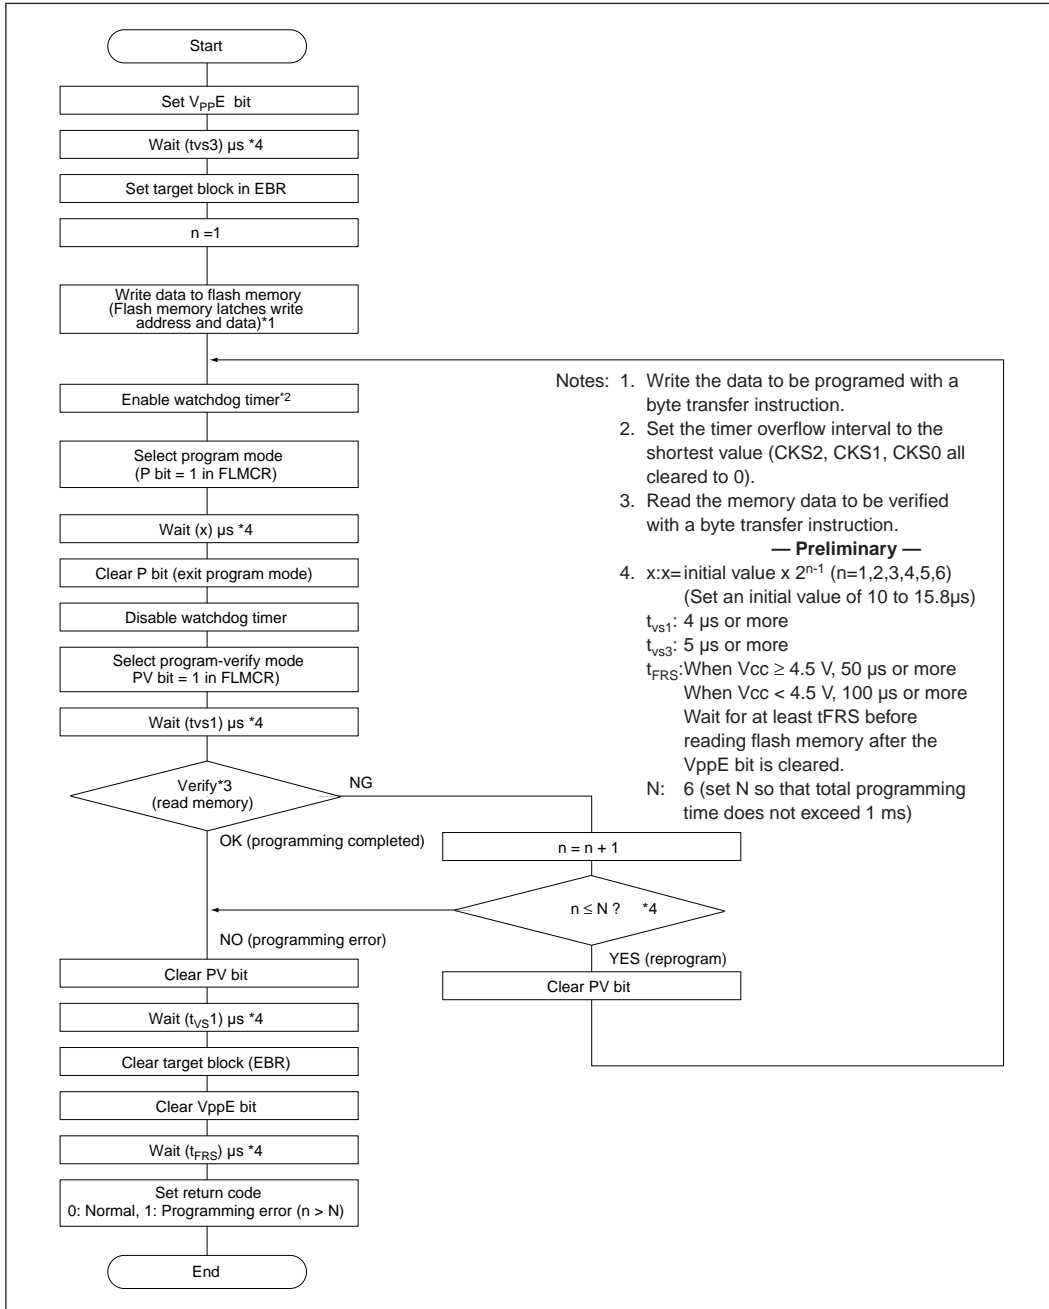 Start
Set VPPE bit
Wait (tvs3) µs *4
Set target block in EBR
n =1
Write data to flash memory
(Flash memory latches write
address and data)*1
Enable watchdog timer*2
Select program mode
(P bit = 1 in FLMCR)
Wait (x) µs *4
Clear P bit (exit program mode)
Disable watchdog timer
Select program-verify mode
PV bit = 1 in FLMCR)
Wait (tvs1) µs *4
Verify*3
(read memory)
NG
OK (programming completed)
n = n + 1
n ≤ N ? *4
NO (programming error)
YES (reprogram)
Clear PV bit
Clear PV bit
Wait (tVS1) µs *4
Clear target block (EBR)
Clear VppE bit
Wait (tFRS) µs *4
Set return code
0: Normal, 1: Programming error (n > N)
End
Notes: 1. Write the data to be programed with a
byte transfer instruction.
2. Set the timer overflow interval to the
shortest value (CKS2, CKS1, CKS0 all
cleared to 0).
3. Read the memory data to be verified
with a byte transfer instruction.
— Preliminary —
4. x:x= initial value x 2n-1 (n=1,2,3,4,5,6)
(Set an initial value of 10 to 15.8µs)
tvs1: 4 µs or more
tvs3: 5 µs or more
tFRS:When Vcc ≥ 4.5 V, 50 µs or more
When Vcc < 4.5 V, 100 µs or more
Wait for at least tFRS before
reading flash memory after the
VppE bit is cleared.
N: 6 (set N so that total programming
time does not exceed 1 ms)